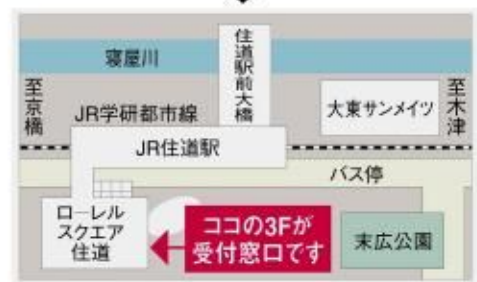 住道駅前大橋
寝屋川
至京橋
JR学研都市線
大東サンメイツ
至木津
JR住道駅
バス停
ローレル
スクエア
住道
ココの3Fが
受付窓口です
末広公園